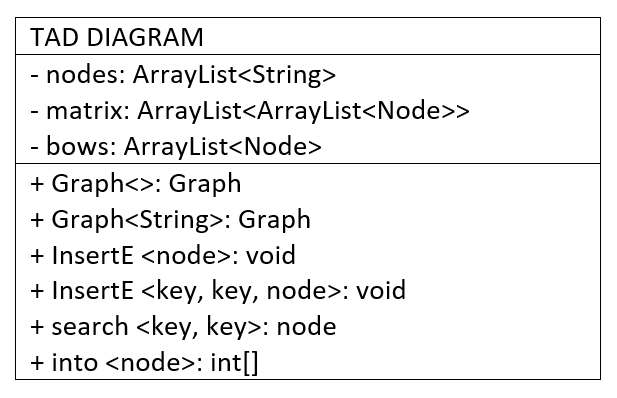 TAD DIAGRAM
- nodes: ArrayList<String>
- matrix: ArrayList<ArrayList<Node>>
- bows: ArrayList<Node>
+ Graph<>: Graph
+ Graph<String>: Graph
+ InsertE <node>: void
+ InsertE <key, key, node>: void
+ search <key, key>: node
+ into <node>: int[]